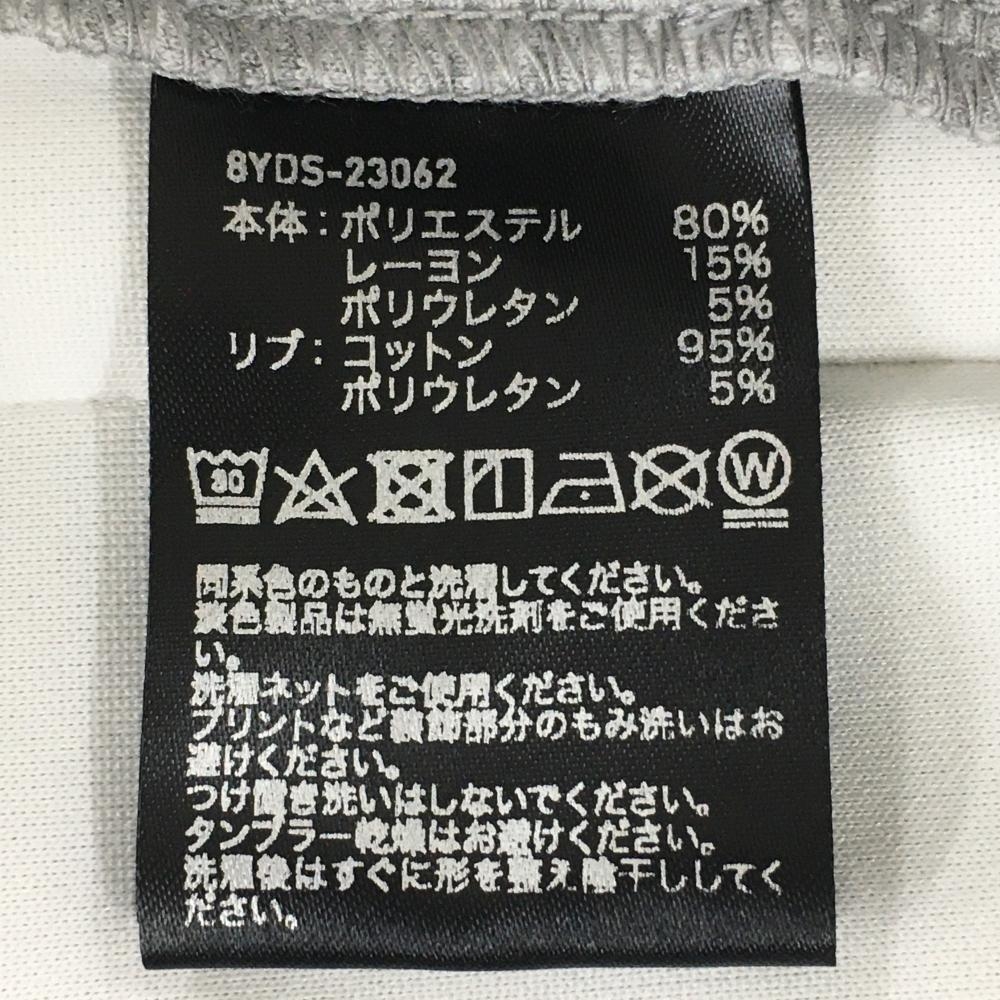 8YDS-23062
本体：ポリエステル 80%
レーヨン 15%
ポリウレタン 5%
リブ：コットン 95%
ポリウレタン 5%
30
W
同系色のものと洗濯してください。
淡色製品は無蛍光洗剤をご使用くださ
い。
洗濯ネットをご使用ください。
プリントなど装飾部分のもみ洗いはお
避けください。
つけ置き洗いはしないでください。
タンブラー乾燥はお避けください。
洗濯後はすぐに形を整え陰干ししてく
ださい。